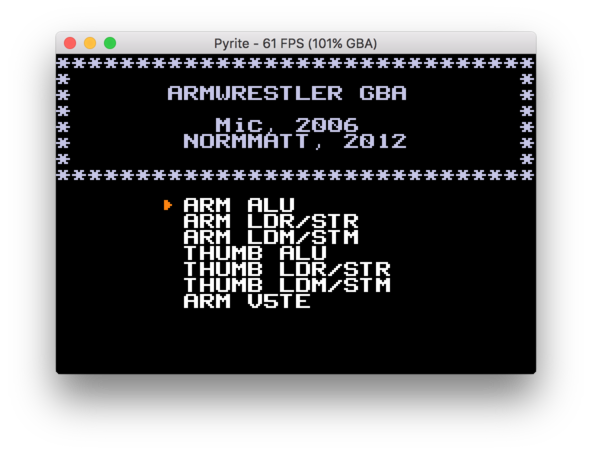 Pyrite - 61 FPS (101% GBA)
******************************
* ARMWRESTLER GBA *
* Mic, 2006 *
* NORMMATT, 2012 *
******************************
ARM ALU
ARM LDR/STR
ARM LDM/STM
THUMB ALU
THUMB LDR/STR
THUMB LDM/STM
ARM V5TE